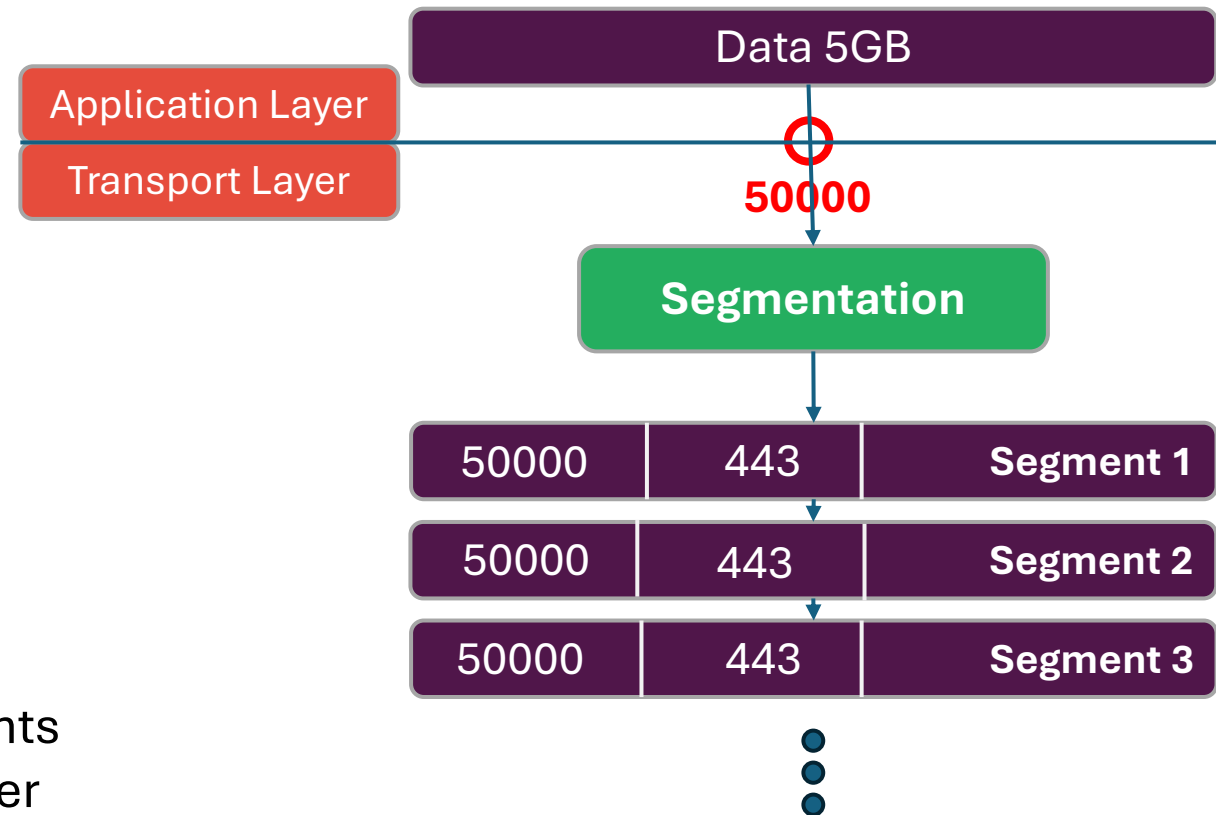 Data 5GB
Application Layer
Transport Layer
50000
Segmentation
50000 443 Segment 1
50000 443 Segment 2
50000 443 Segment 3